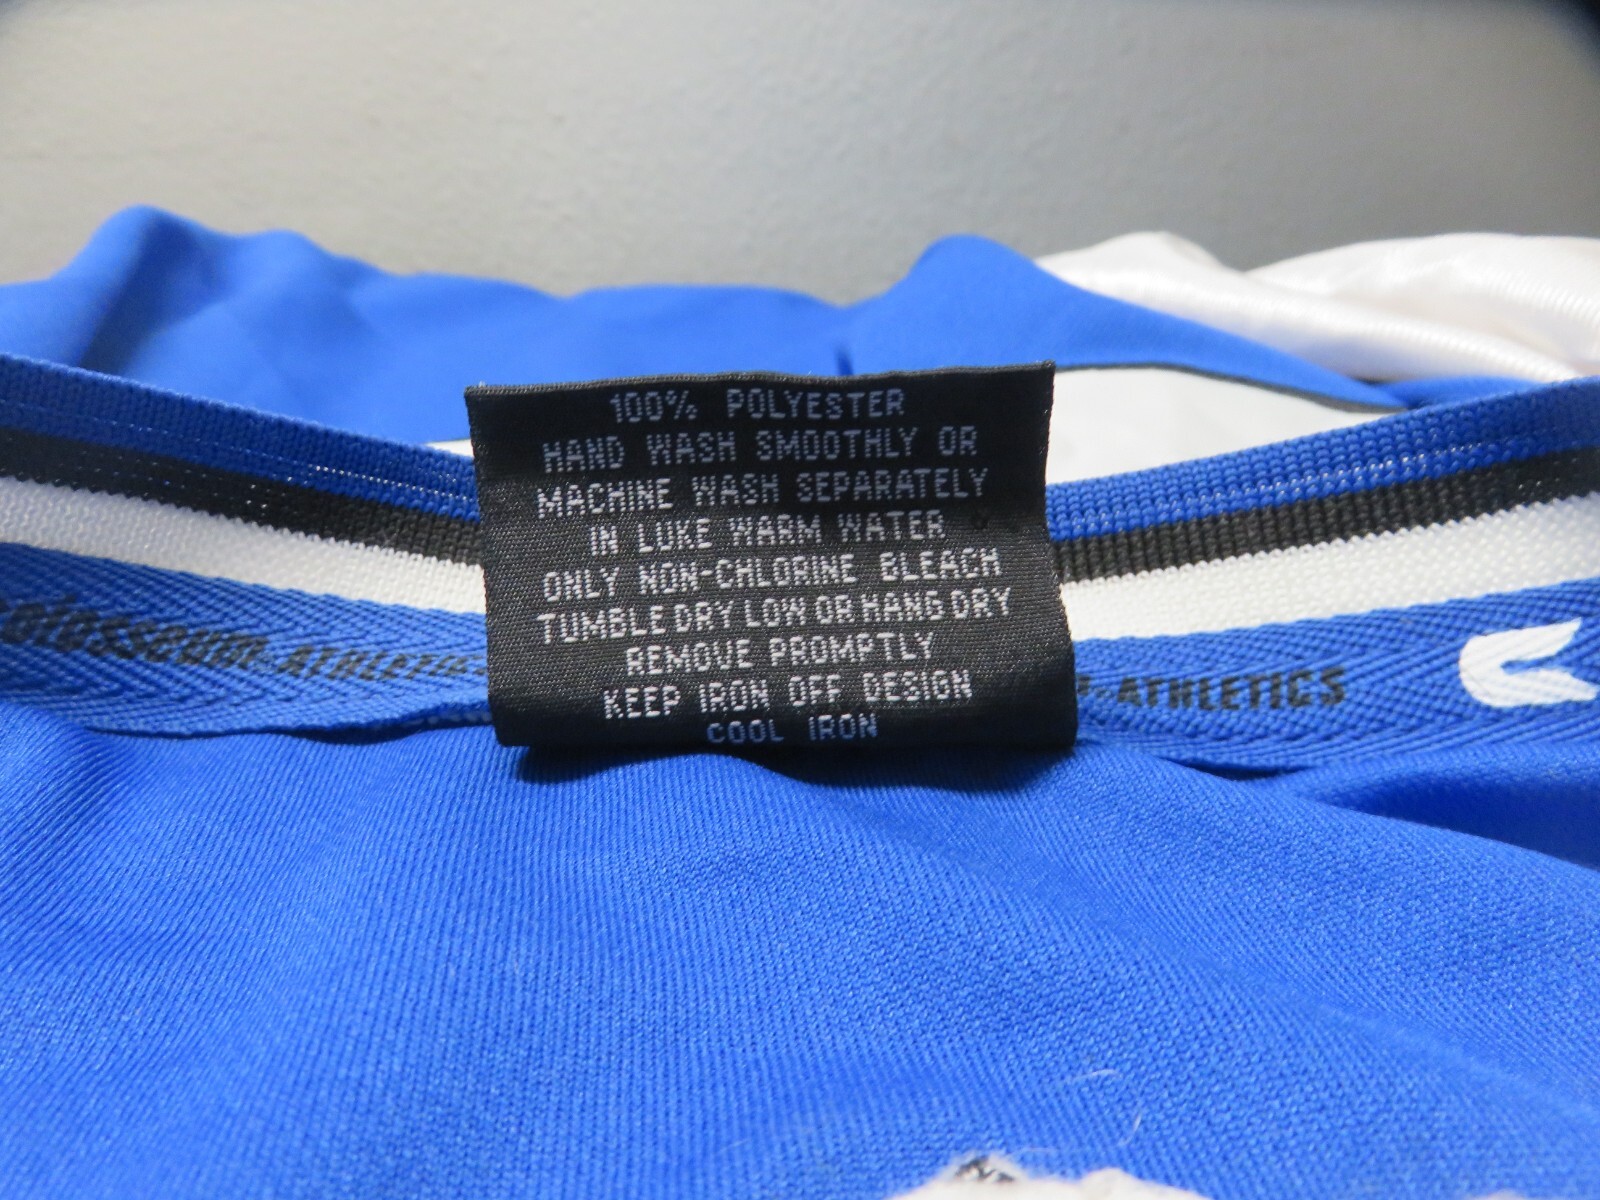 100% POLYESTER
HAND WASH SMOOTHLY OR
MACHINE WASH SEPARATELY
IN LUKE WARM WATER
ONLY NON-CHLORINE BLEACH
TUMBLE DRY LOW OR HANG DRY
REMOVE PROMPTLY
KEEP IRON OFF DESIGN
COOL IRON
ATHLETICS